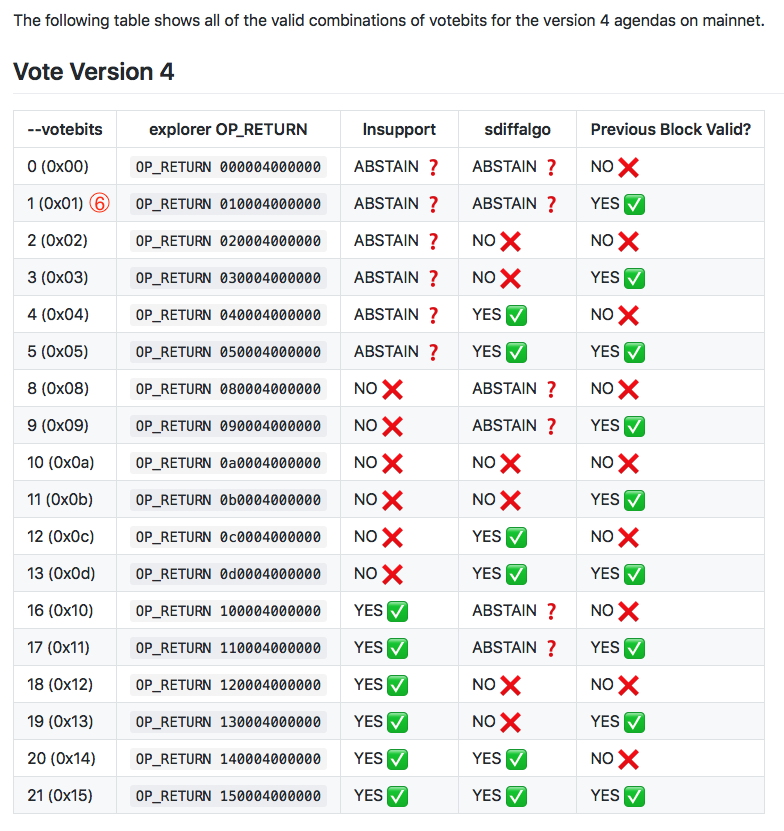 The following table shows all of the valid combinations of votebits for the version 4 agendas on mainnet.
Vote Version 4
--votebits explorer OP_RETURN lnsupport sdiffalgo Previous Block Valid?
0 (0x00) OP_RETURN 000004000000 ABSTAIN ❓ ABSTAIN ❓ NO ❌
1 (0x01) ⑥ OP_RETURN 010004000000 ABSTAIN ❓ ABSTAIN ❓ YES ✅
2 (0x02) OP_RETURN 020004000000 ABSTAIN ❓ NO ❌ NO ❌
3 (0x03) OP_RETURN 030004000000 ABSTAIN ❓ NO ❌ YES ✅
4 (0x04) OP_RETURN 040004000000 ABSTAIN ❓ YES ✅ NO ❌
5 (0x05) OP_RETURN 050004000000 ABSTAIN ❓ YES ✅ YES ✅
8 (0x08) OP_RETURN 080004000000 NO ❌ ABSTAIN ❓ NO ❌
9 (0x09) OP_RETURN 090004000000 NO ❌ ABSTAIN ❓ YES ✅
10 (0x0a) OP_RETURN 0a0004000000 NO ❌ NO ❌ NO ❌
11 (0x0b) OP_RETURN 0b0004000000 NO ❌ NO ❌ YES ✅
12 (0x0c) OP_RETURN 0c0004000000 NO ❌ YES ✅ NO ❌
13 (0x0d) OP_RETURN 0d0004000000 NO ❌ YES ✅ YES ✅
16 (0x10) OP_RETURN 100004000000 YES ✅ ABSTAIN ❓ NO ❌
17 (0x11) OP_RETURN 110004000000 YES ✅ ABSTAIN ❓ YES ✅
18 (0x12) OP_RETURN 120004000000 YES ✅ NO ❌ NO ❌
19 (0x13) OP_RETURN 130004000000 YES ✅ NO ❌ YES ✅
20 (0x14) OP_RETURN 140004000000 YES ✅ YES ✅ NO ❌
21 (0x15) OP_RETURN 150004000000 YES ✅ YES ✅ YES ✅